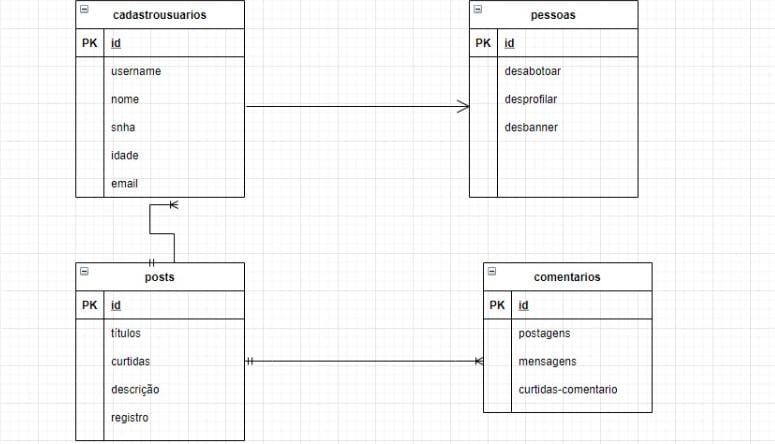 cadastrousuarios
PK id
username
nome
snha
idade
email
pessoas
PK id
desabotoar
desprofilar
desbanner
posts
PK id
títulos
curtidas
descrição
registro
comentarios
PK id
postagens
mensagens
curtidas-comentario